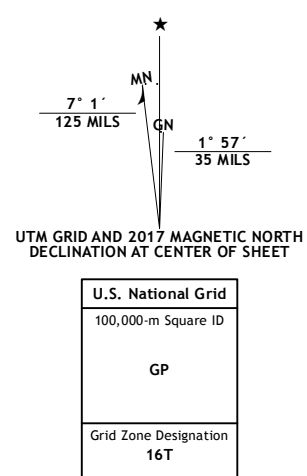 ★
MN
GN
7° 1´
125 MILS
1° 57´
35 MILS
UTM GRID AND 2017 MAGNETIC NORTH
DECLINATION AT CENTER OF SHEET
U.S. National Grid
100,000-m Square ID
GP
Grid Zone Designation
16T